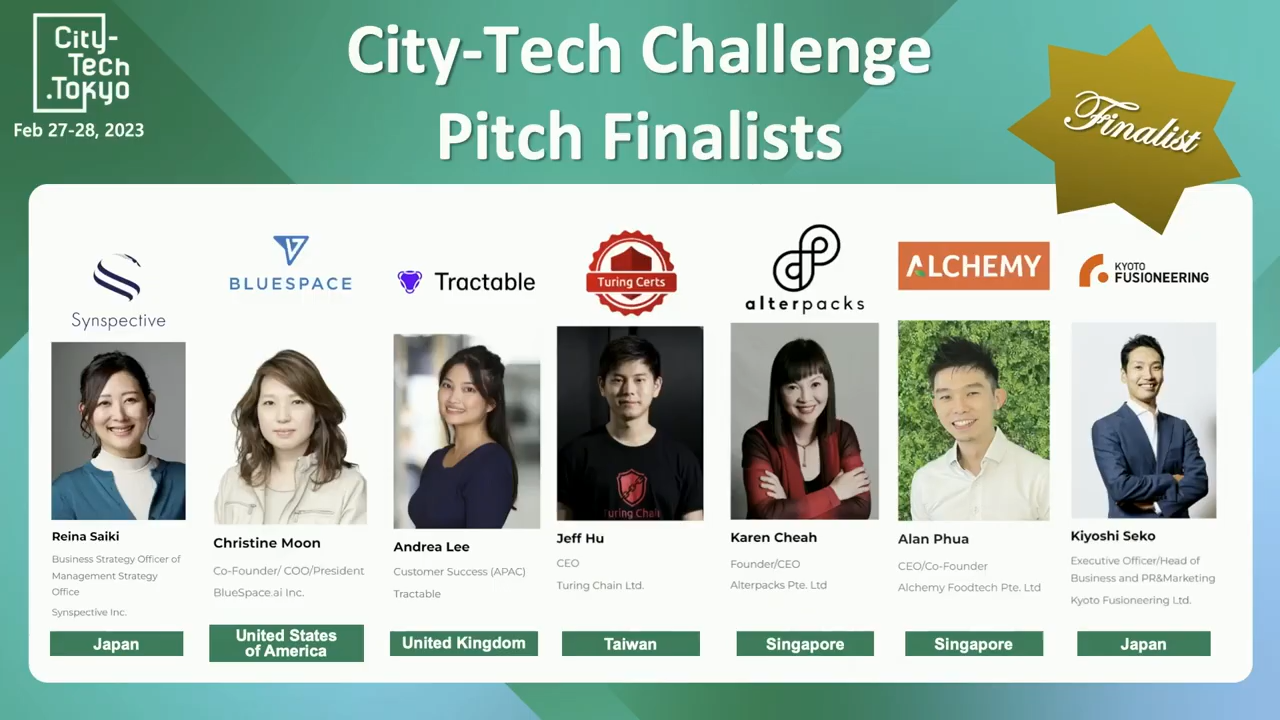 City-
Tech
.Tokyo
Feb 27-28, 2023
City-Tech Challenge
Pitch Finalists
Finalist
Synspective
BLUESPACE
Tractable
Turing Certs
alterpacks
ALCHEMY
KYOTO
FUSIONEERING
Turing Chain
Reina Saiki
Business Strategy Officer of
Management Strategy
Office
Synspective Inc.
Japan
Christine Moon
Co-Founder/ COO/President
BlueSpace.ai Inc.
United States
of America
Andrea Lee
Customer Success (APAC)
Tractable
United Kingdom
Jeff Hu
CEO
Turing Chain Ltd.
Taiwan
Karen Cheah
Founder/CEO
Alterpacks Pte. Ltd
Singapore
Alan Phua
CEO/Co-Founder
Alchemy Foodtech Pte. Ltd
Singapore
Kiyoshi Seko
Executive Officer/Head of
Business and PR&Marketing
Kyoto Fusioneering Ltd.
Japan